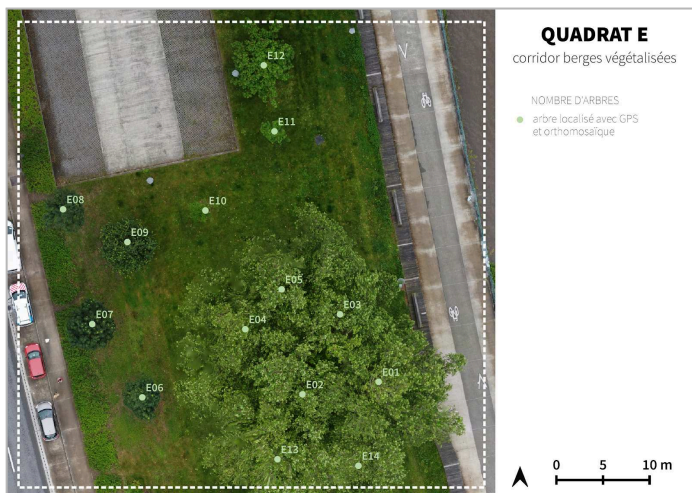 QUADRAT E
corridor berges végétalisées
NOMBRE D'ARBRES
arbre localisé avec GPS
et orthomosaïque
E12
E11
E08
E10
E09
E05
E03
E07
E04
E01
E06
E02
E13
E14
0 5 10 m